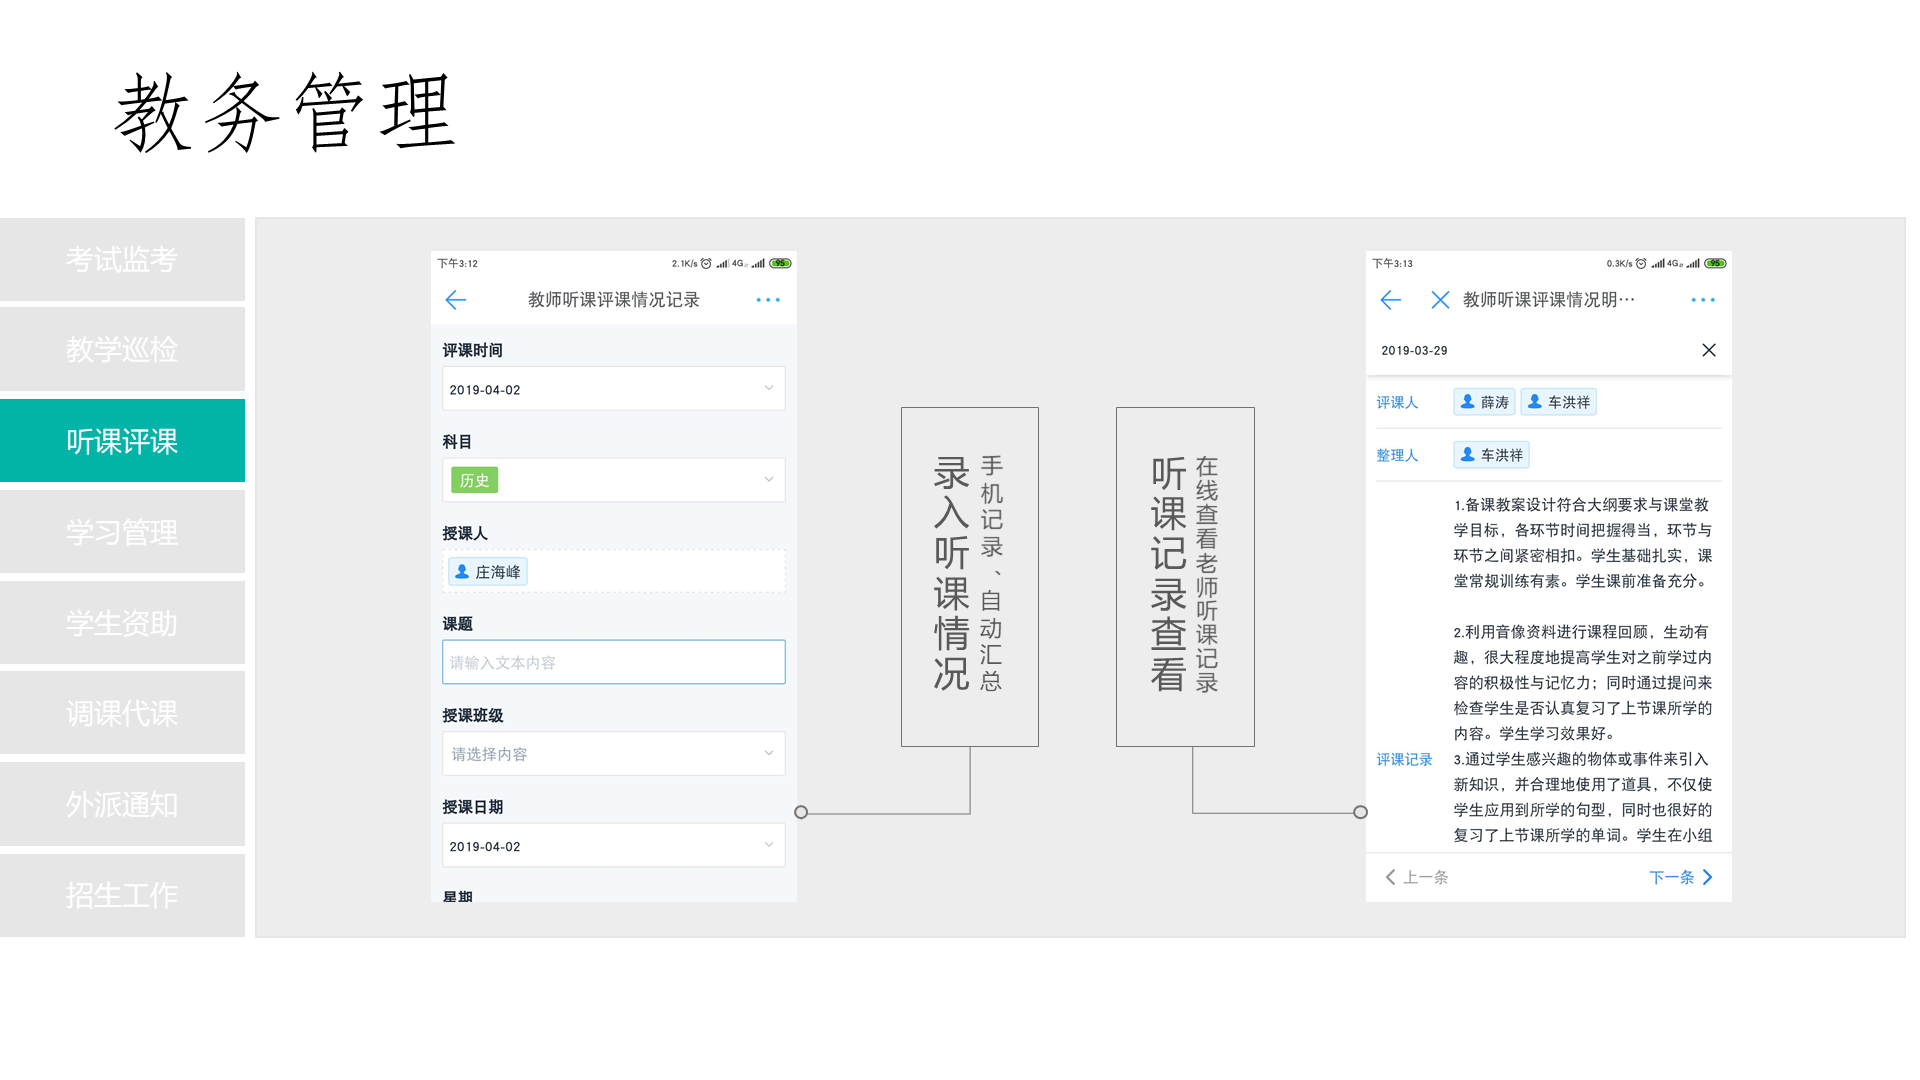 教务管理
考试监考
教学巡检
听课评课
学习管理
学生资助
调课代课
外派通知
招生工作
下午3:12
2.1K/s
4G
95
教师听课评课情况记录
评课时间
2019-04-02
科目
历史
授课人
庄海峰
课题
请输入文本内容
授课班级
请选择内容
授课日期
2019-04-02
星期
录入听课情况
手机记录、自动汇总
听课记录查看
在线查看老师听课记录
下午3:13
0.3K/s
4G
95
教师听课评课情况明…
2019-03-29
评课人
薛涛
车洪祥
整理人
车洪祥
评课记录
1.备课教案设计符合大纲要求与课堂教
学目标，各环节时间把握得当，环节与
环节之间紧密相扣。学生基础扎实，课
堂常规训练有素。学生课前准备充分。
2.利用音像资料进行课程回顾，生动有
趣，很大程度地提高学生对之前学过内
容的积极性与记忆力；同时通过提问来
检查学生是否认真复习了上节课所学的
内容。学生学习效果好。
3.通过学生感兴趣的物体或事件来引入
新知识，并合理地使用了道具，不仅使
学生应用到所学的句型，同时也很好的
复习了上节课所学的单词。学生在小组
上一条
下一条